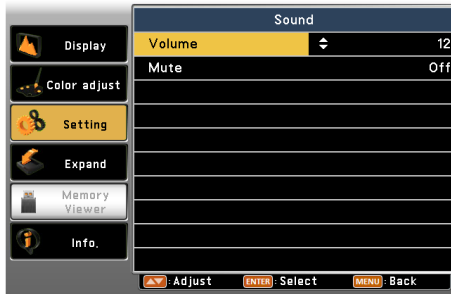 Sound
Display
Volume 12
Mute Off
Color adjust
Setting
Expand
Memory
Viewer
Info.
:Adjust ENTER:Select MENU:Back